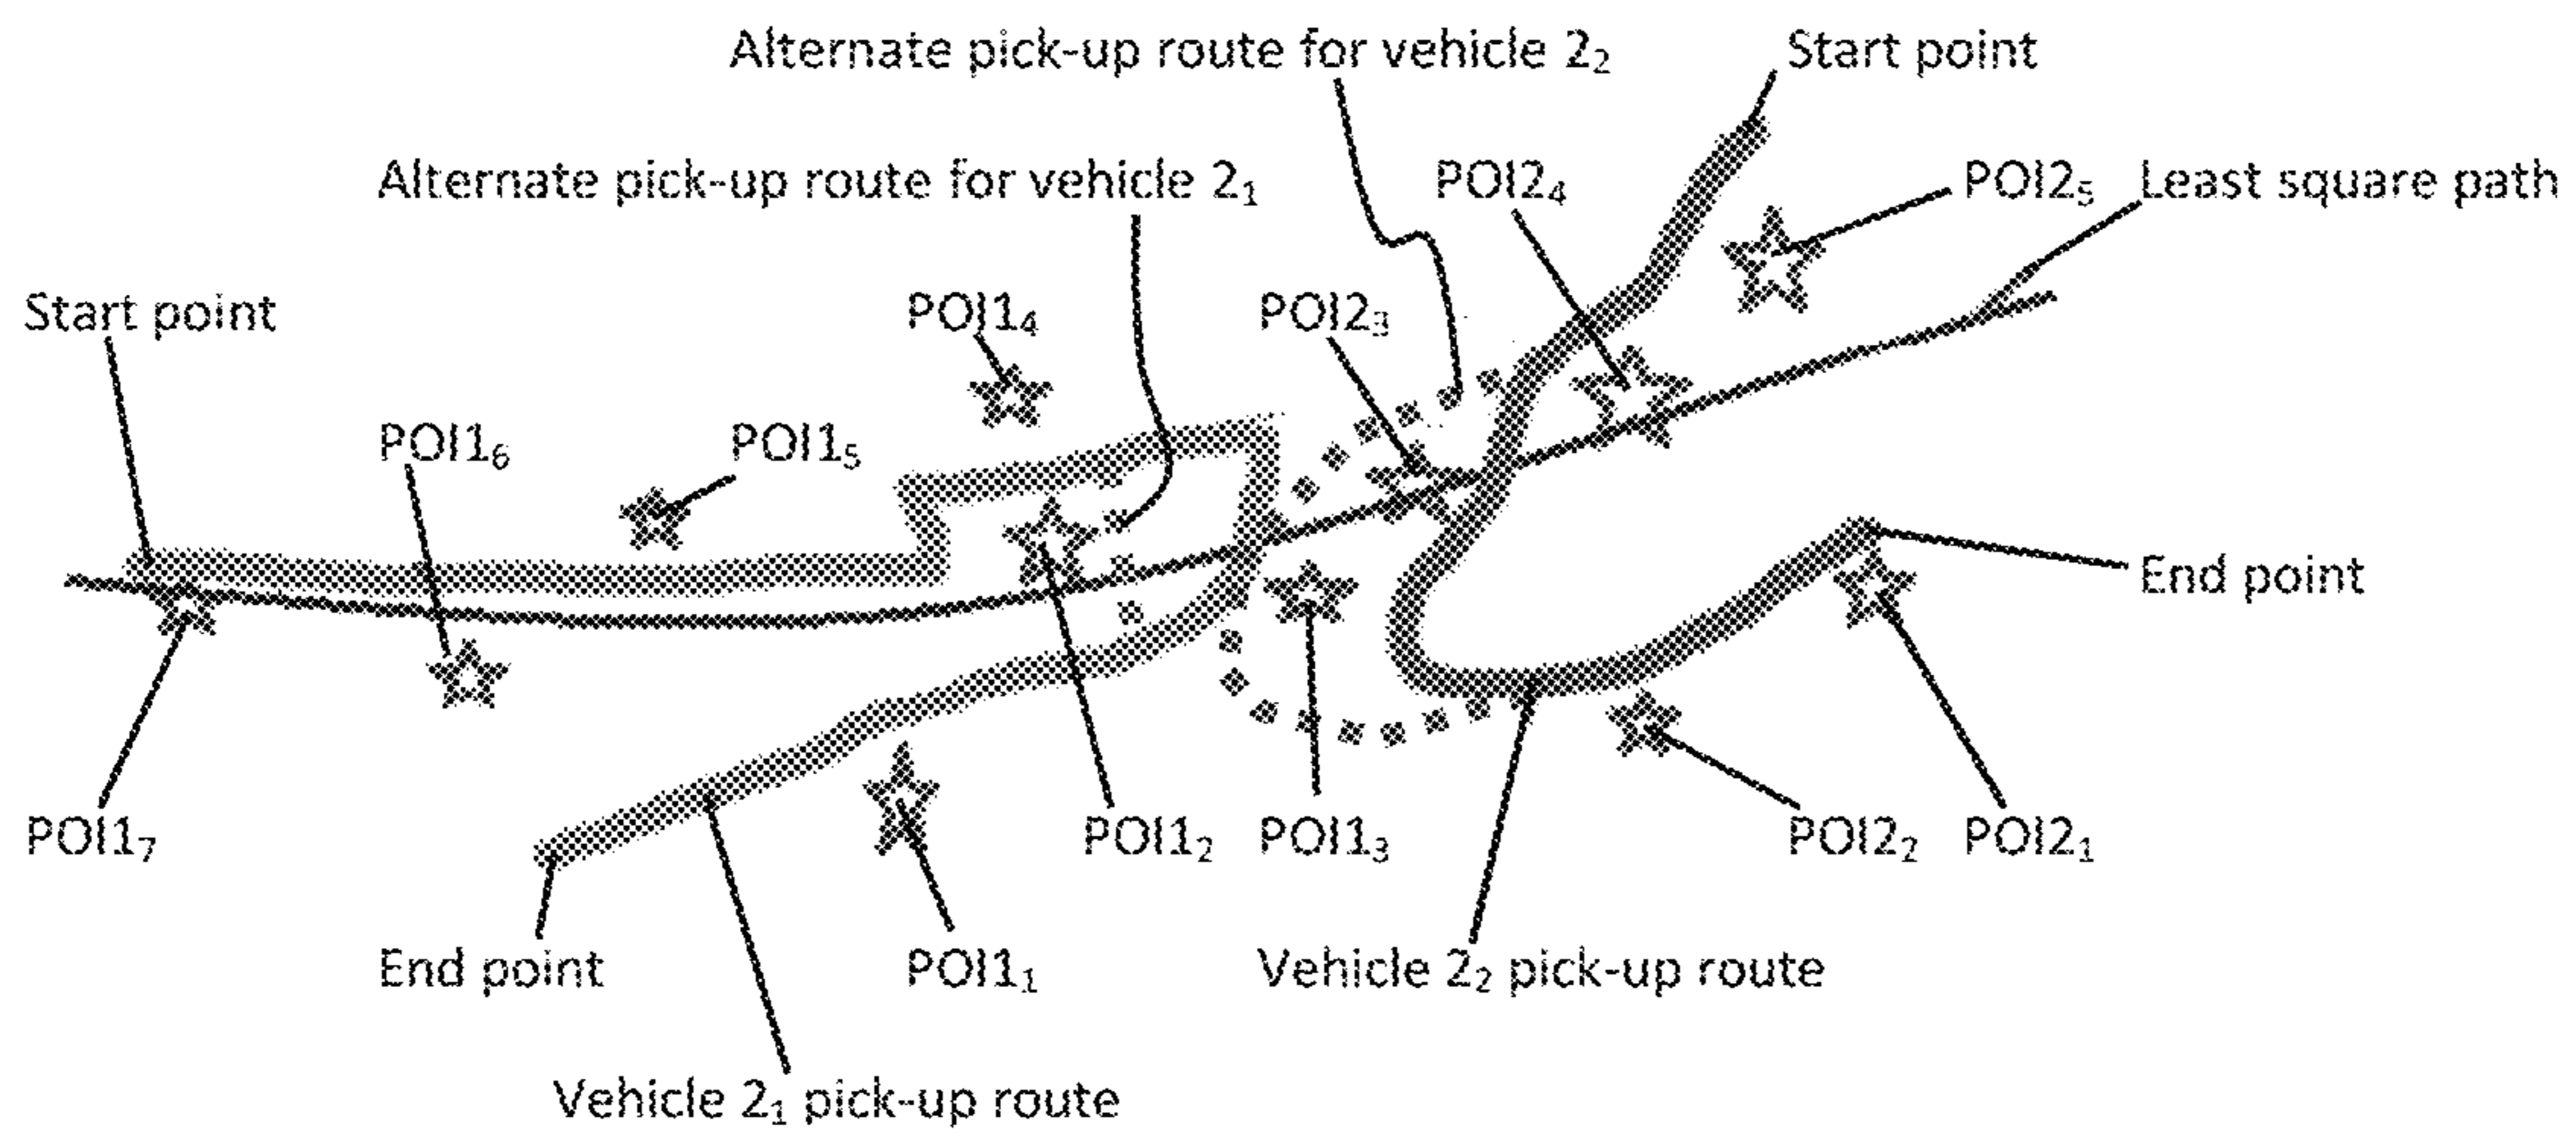 Alternate pick-up route for vehicle 2₂
Start point
Alternate pick-up route for vehicle 2₁
POI2₄
POI2₅
Least square path
Start point
POI1₄
POI2₃
POI1₆
POI1₅
End point
POI1₇
POI1₂
POI1₃
POI2₂
POI2₁
End point
POI1₁
Vehicle 2₂ pick-up route
Vehicle 2₁ pick-up route